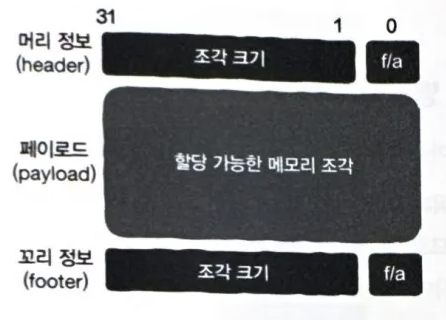 31 1 0
머리 정보
(header)
조각 크기 f/a
페이로드
(payload)
할당 가능한 메모리 조각
꼬리 정보
(footer)
조각 크기 f/a